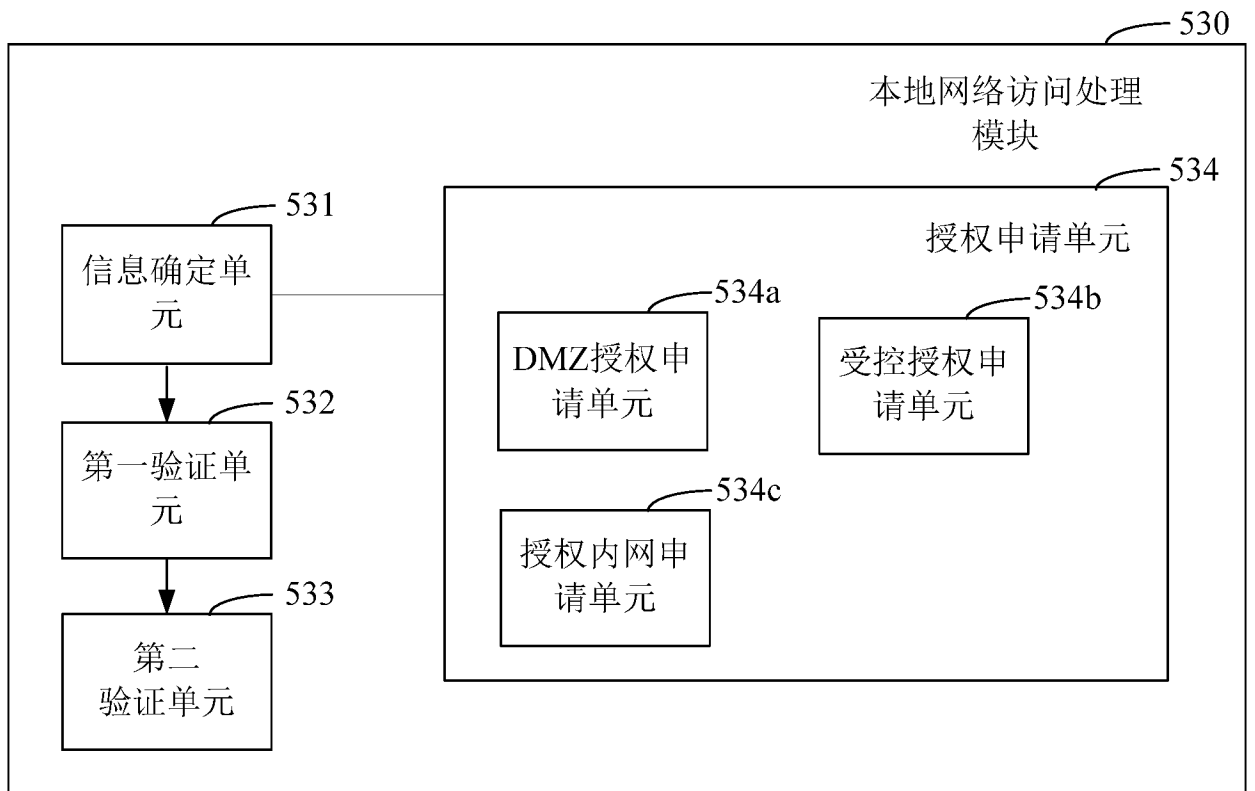 530
本地网络访问处理
模块
534
授权申请单元
531
信息确定单
元
534a
DMZ授权申
请单元
534b
受控授权申
请单元
532
第一验证单
元
534c
授权内网申
请单元
533
第二
验证单元